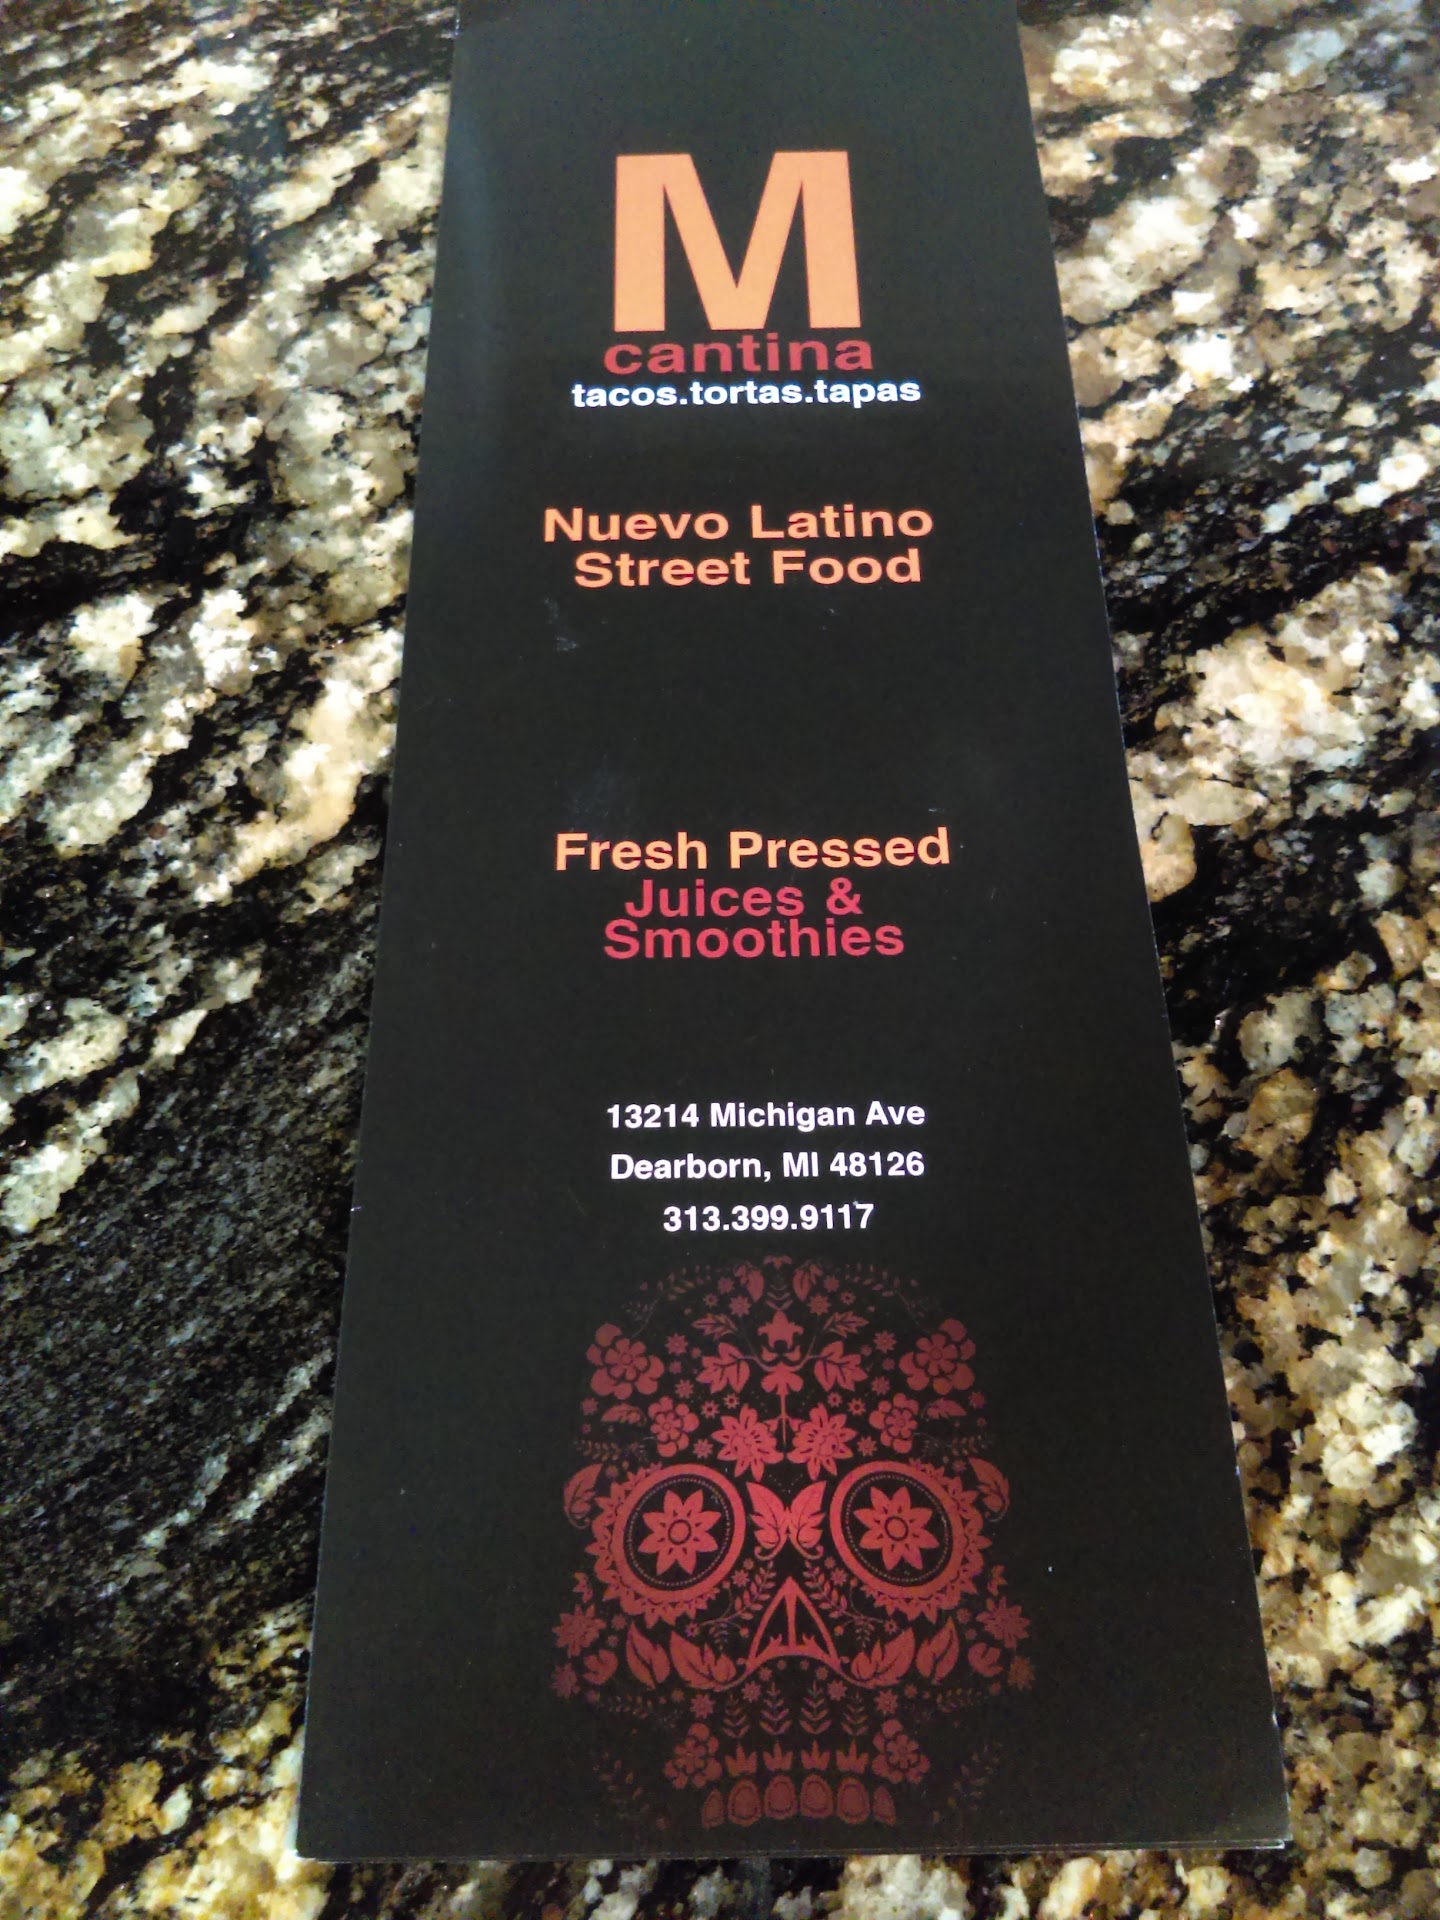 M
cantina
tacos.tortas.tapas
Nuevo Latino
Street Food
Fresh Pressed
Juices &
Smoothies
13214 Michigan Ave
Dearborn, MI 48126
313.399.9117